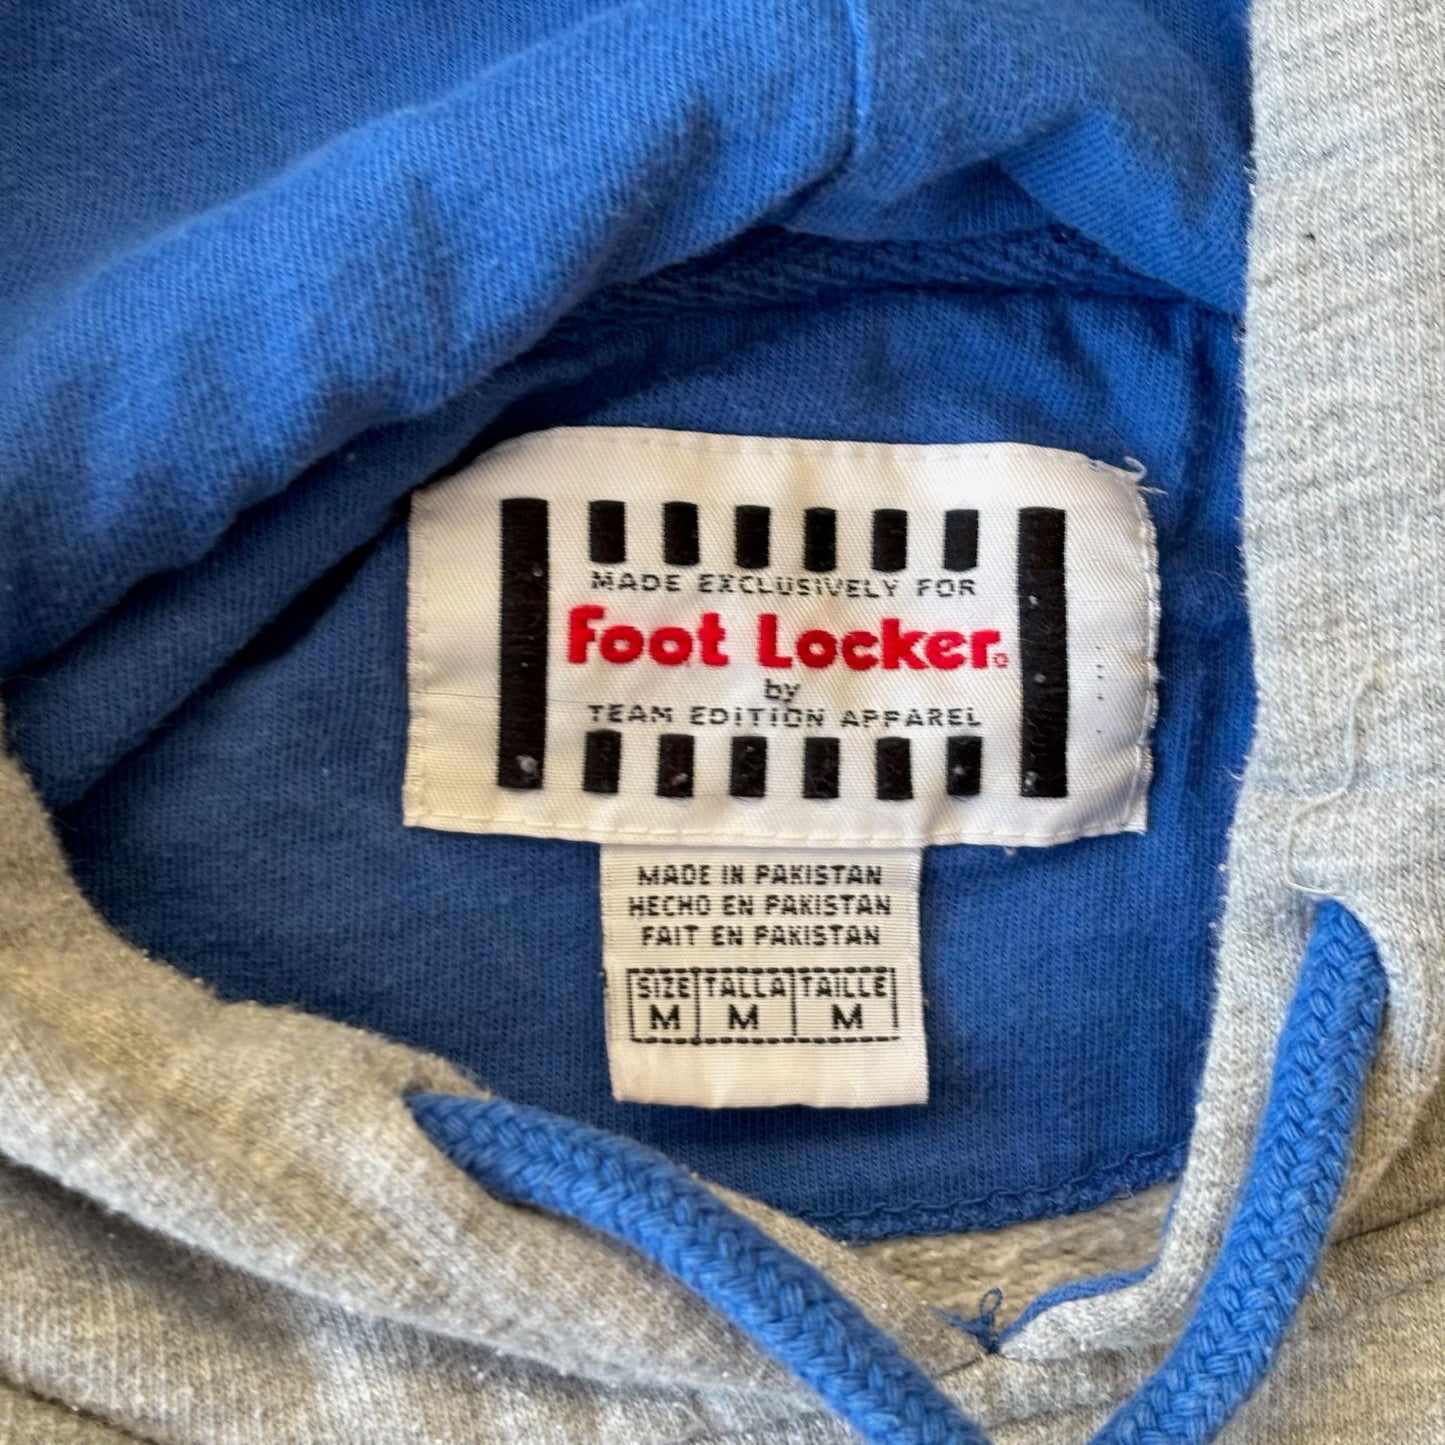 MADE EXCLUSIVELY FOR
Foot Locker®
by
TEAM EDITION APPAREL
MADE IN PAKISTAN
HECHO EN PAKISTAN
FAIT EN PAKISTAN
SIZE TALLA TAILLE
M M M